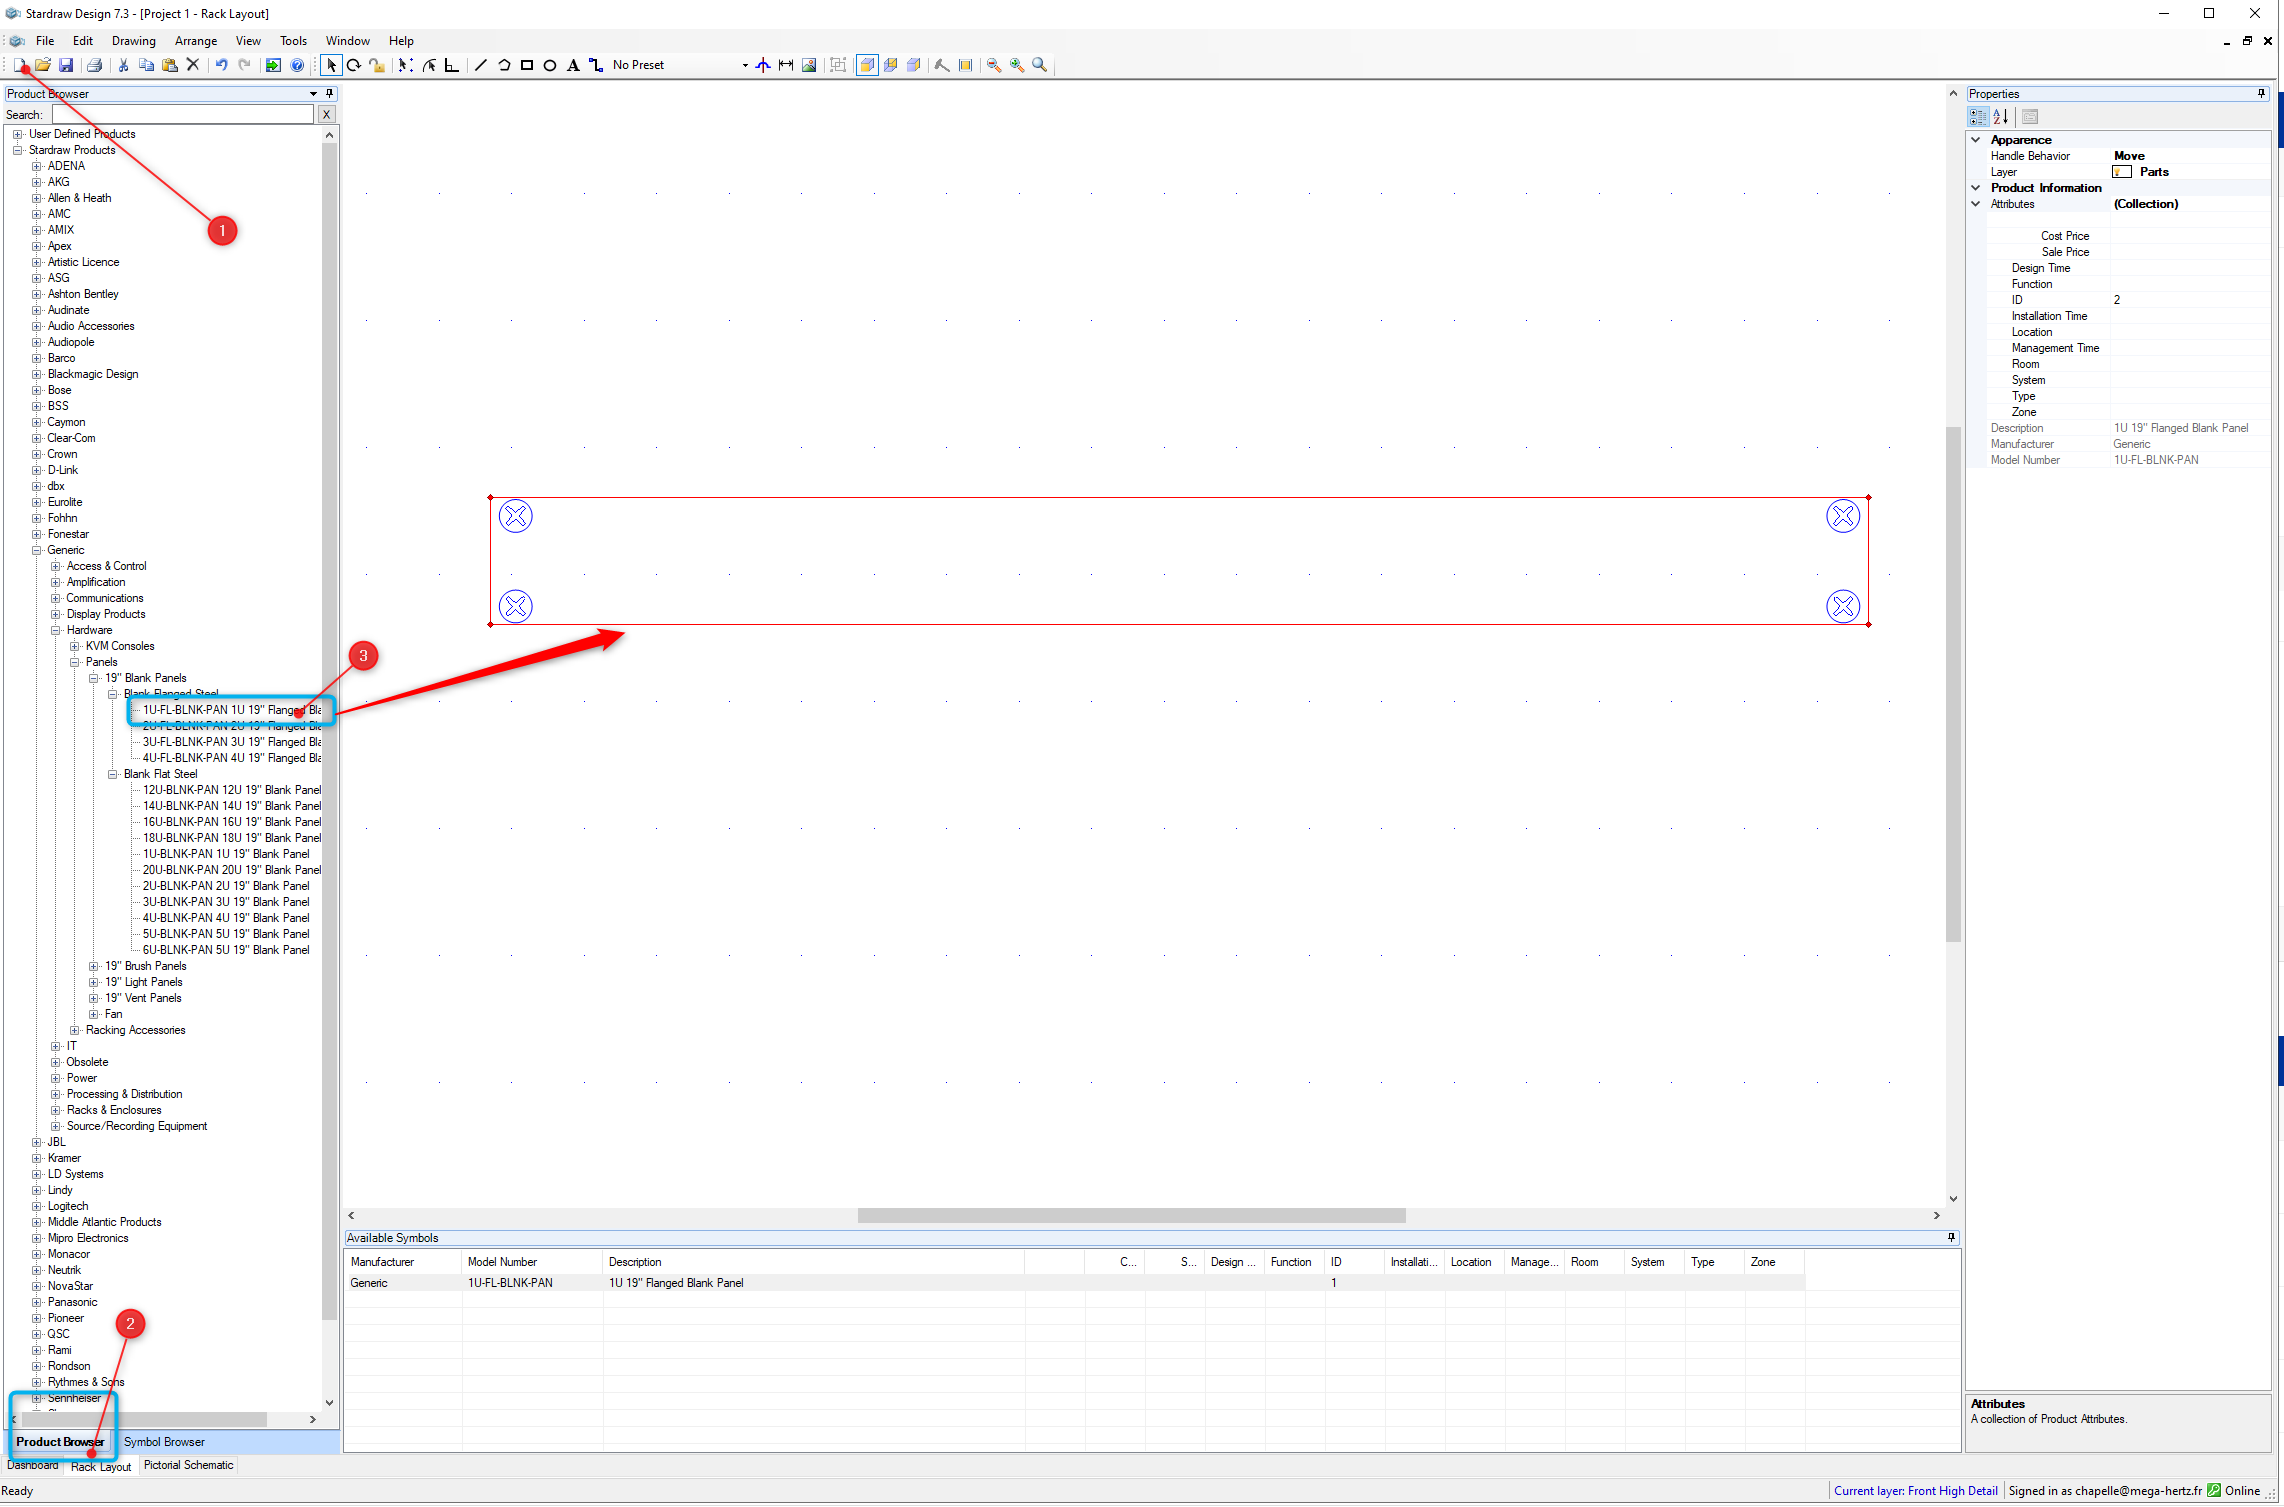 Stardraw Design 7.3 - [Project 1 - Rack Layout]
File Edit Drawing Arrange View Tools Window Help
No Preset
Product Browser
Search: X
User Defined Products
Stardraw Products
ADENA
AKG
Allen & Heath
AMC
AMIX
1
Apex
Artistic Licence
ASG
Ashton Bentley
Audinate
Audio Accessories
Audiopole
Barco
Blackmagic Design
Bose
BSS
Caymon
Clear-Com
Crown
D-Link
dbx
Eurolite
Fohhn
Fonestar
Generic
Access & Control
Amplification
Communications
Display Products
Hardware
KVM Consoles
3
Panels
19" Blank Panels
Blank Flanged Steel
1U-FL-BLNK-PAN 1U 19" Flanged Bla
2U-FL-BLNK-PAN 2U 19" Flanged Bla
3U-FL-BLNK-PAN 3U 19" Flanged Bla
4U-FL-BLNK-PAN 4U 19" Flanged Bla
Blank Flat Steel
12U-BLNK-PAN 12U 19" Blank Panel
14U-BLNK-PAN 14U 19" Blank Panel
16U-BLNK-PAN 16U 19" Blank Panel
18U-BLNK-PAN 18U 19" Blank Panel
1U-BLNK-PAN 1U 19" Blank Panel
20U-BLNK-PAN 20U 19" Blank Panel
2U-BLNK-PAN 2U 19" Blank Panel
3U-BLNK-PAN 3U 19" Blank Panel
4U-BLNK-PAN 4U 19" Blank Panel
5U-BLNK-PAN 5U 19" Blank Panel
6U-BLNK-PAN 5U 19" Blank Panel
19" Brush Panels
19" Light Panels
19" Vent Panels
Fan
Racking Accessories
IT
Obsolete
Power
Processing & Distribution
Racks & Enclosures
Source/Recording Equipment
JBL
Kramer
LD Systems
Lindy
Logitech
Middle Atlantic Products
Mipro Electronics
Monacor
Neutrik
NovaStar
Panasonic
Pioneer
2
QSC
Rami
Rondson
Rythmes & Sons
Sennheiser
Product Browser Symbol Browser
Dashboard Rack Layout Pictorial Schematic
Ready
Available Symbols
Manufacturer Model Number Description C... S... Design ... Function ID Installati... Location Manage... Room System Type Zone
Generic 1U-FL-BLNK-PAN 1U 19" Flanged Blank Panel 1
Properties
Apparence
Handle Behavior Move
Layer Parts
Product Information
Attributes (Collection)
Cost Price
Sale Price
Design Time
Function
ID 2
Installation Time
Location
Management Time
Room
System
Type
Zone
Description 1U 19" Flanged Blank Panel
Manufacturer Generic
Model Number 1U-FL-BLNK-PAN
Attributes
A collection of Product Attributes.
Current layer: Front High Detail Signed in as chapelle@mega-hertz.fr Online